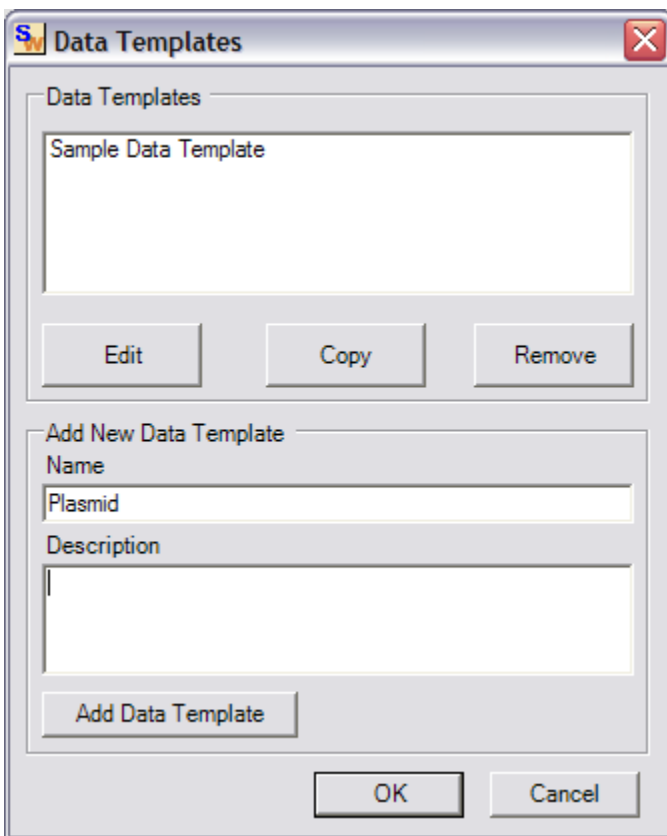 SW Data Templates
Data Templates
Sample Data Template
Edit Copy Remove
Add New Data Template
Name
Plasmid
Description
Add Data Template
OK Cancel